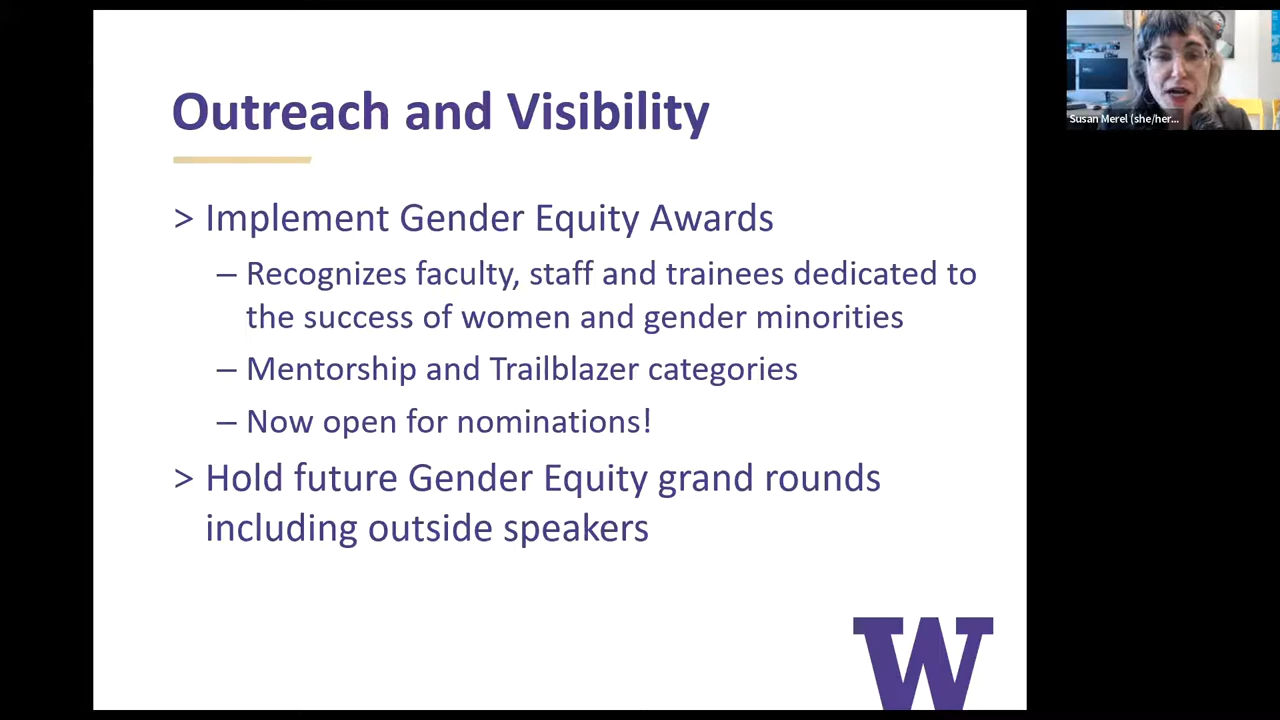 Outreach and Visibility
> Implement Gender Equity Awards
– Recognizes faculty, staff and trainees dedicated to
the success of women and gender minorities
– Mentorship and Trailblazer categories
– Now open for nominations!
> Hold future Gender Equity grand rounds
including outside speakers
W
Susan Merel (she/her...